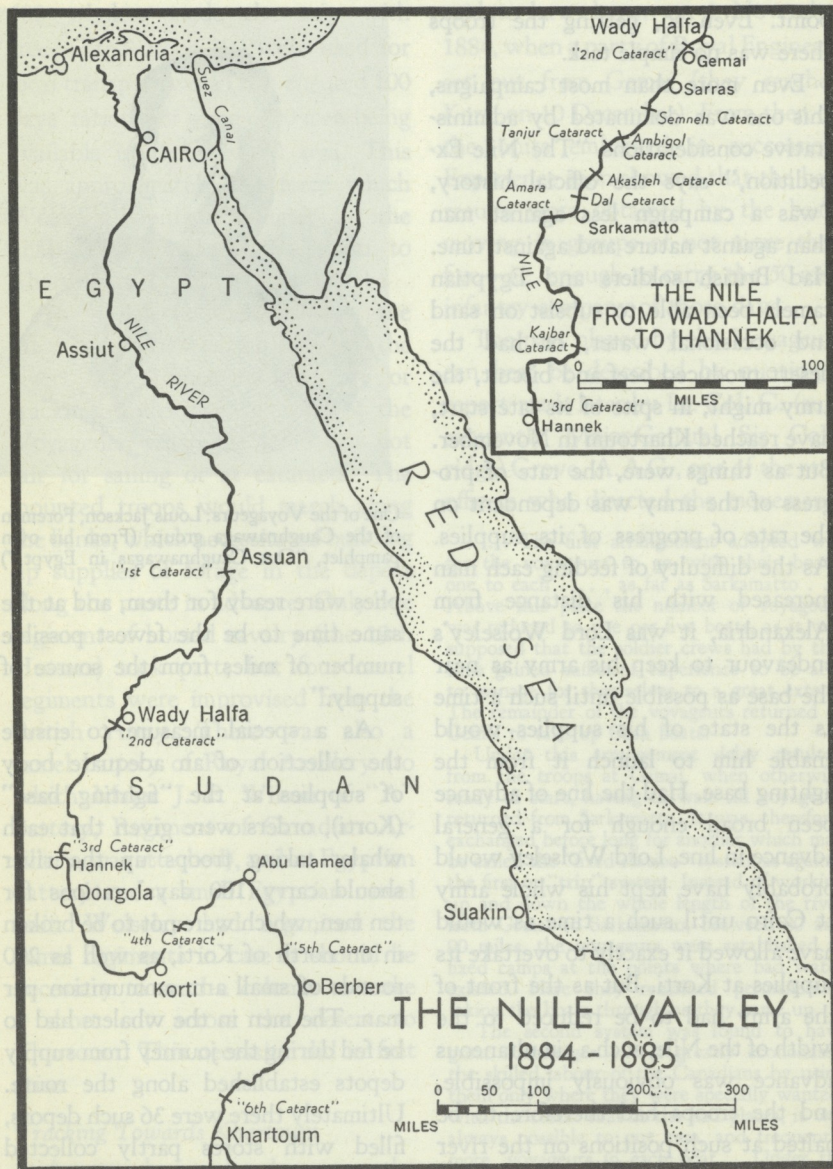 Alexandria
Suez Canal
CAIRO
EGYPT
Assiut
NILE
RIVER
Assuan
"1st Cataract"
RED SEA
Wady Halfa
"2nd Cataract"
SUDAN
"3rd Cataract"
Hannek
Dongola
Abu Hamed
"4th Cataract"
"5th Cataract"
Korti
Berber
Suakin
"6th Cataract"
Khartoum
THE NILE VALLEY
1884-1885
0 50 100 200 300
MILES MILES
Wady Halfa
"2nd Cataract"
Gemai
Sarras
Semneh Cataract
Tanjur Cataract
Ambigol
Cataract
Akasheh Cataract
Amara
Cataract
Dal Cataract
Sarkamatto
NILE R.
THE NILE
FROM WADY HALFA
TO HANNEK
Kajbar
Cataract
0 100
MILES
"3rd Cataract"
Hannek